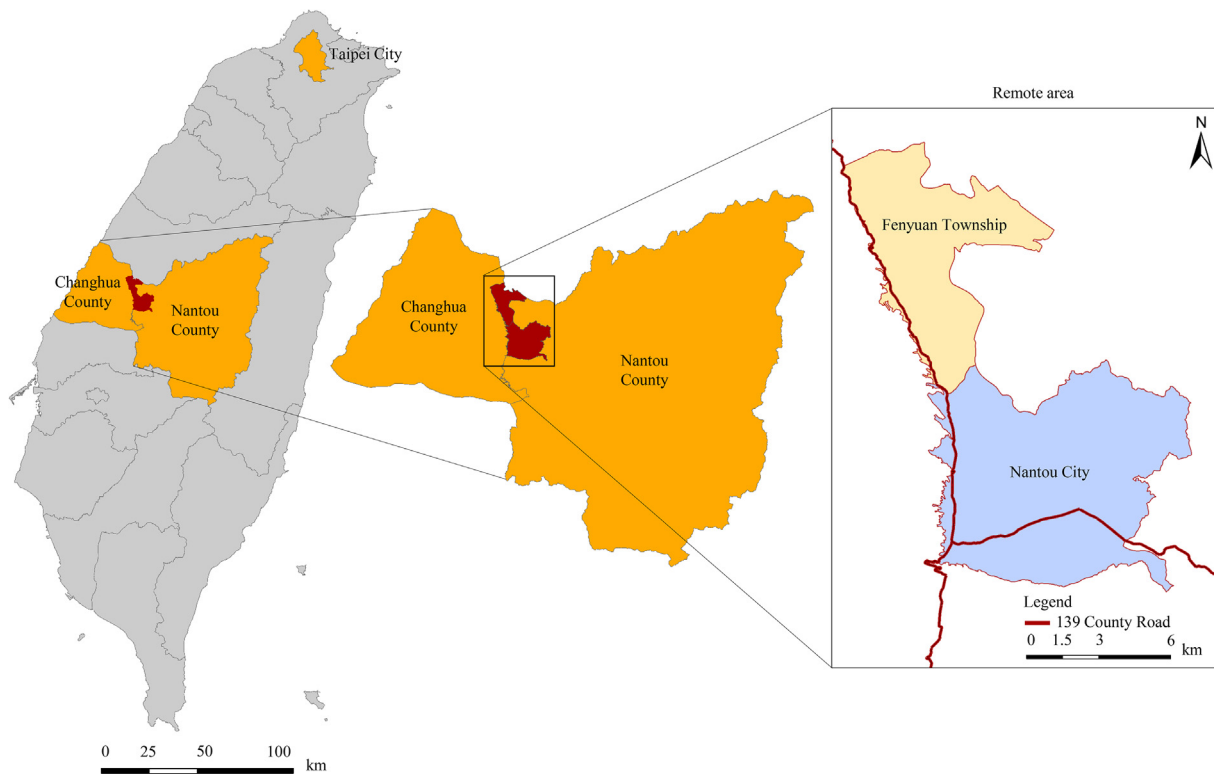 Taipei City
Changhua
County
Nantou
County
0 25 50 100
km
Changhua
County
Nantou
County
Remote area
N
Fenyuan Township
Nantou City
Legend
139 County Road
0 1.5 3 6
km